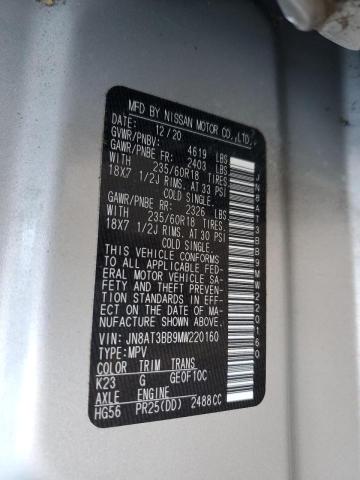 MFD BY NISSAN MOTOR CO.,LTD.
DATE: 12/20
GVWR/PNBV: 4619 LBS
GAWR/PNBE FR: 2403 LBS
WITH 235/60R18 TIRES.
18X7 1/2J RIMS. AT 33 PSI
COLD SINGLE.
GAWR/PNBE RR: 2326 LBS
WITH 235/60R18 TIRES.
18X7 1/2J RIMS. AT 30 PSI
COLD SINGLE.
THIS VEHICLE CONFORMS
TO ALL APPLICABLE FED-
ERAL MOTOR VEHICLE SA-
FETY AND THEFT PREVEN-
TION STANDARDS IN EFF-
ECT ON THE DATE OF MAN-
UFACTURE SHOWN ABOVE.
VIN: JN8AT3BB9MW220160
TYPE:MPV
COLOR TRIM TRANS
K23 G GE0F10C
AXLE ENGINE
HG56 PR25(DD) 2488CC
JN8AT3BB9MW220160